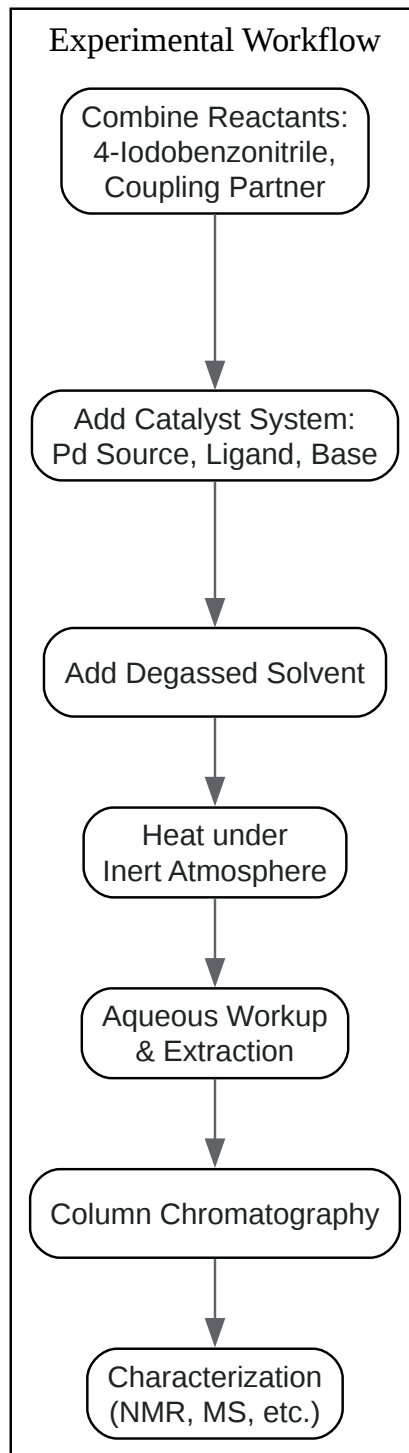 Experimental Workflow
Combine Reactants:
4-Iodobenzonitrile,
Coupling Partner
Add Catalyst System:
Pd Source, Ligand, Base
Add Degassed Solvent
Heat under
Inert Atmosphere
Aqueous Workup
& Extraction
Column Chromatography
Characterization
(NMR, MS, etc.)